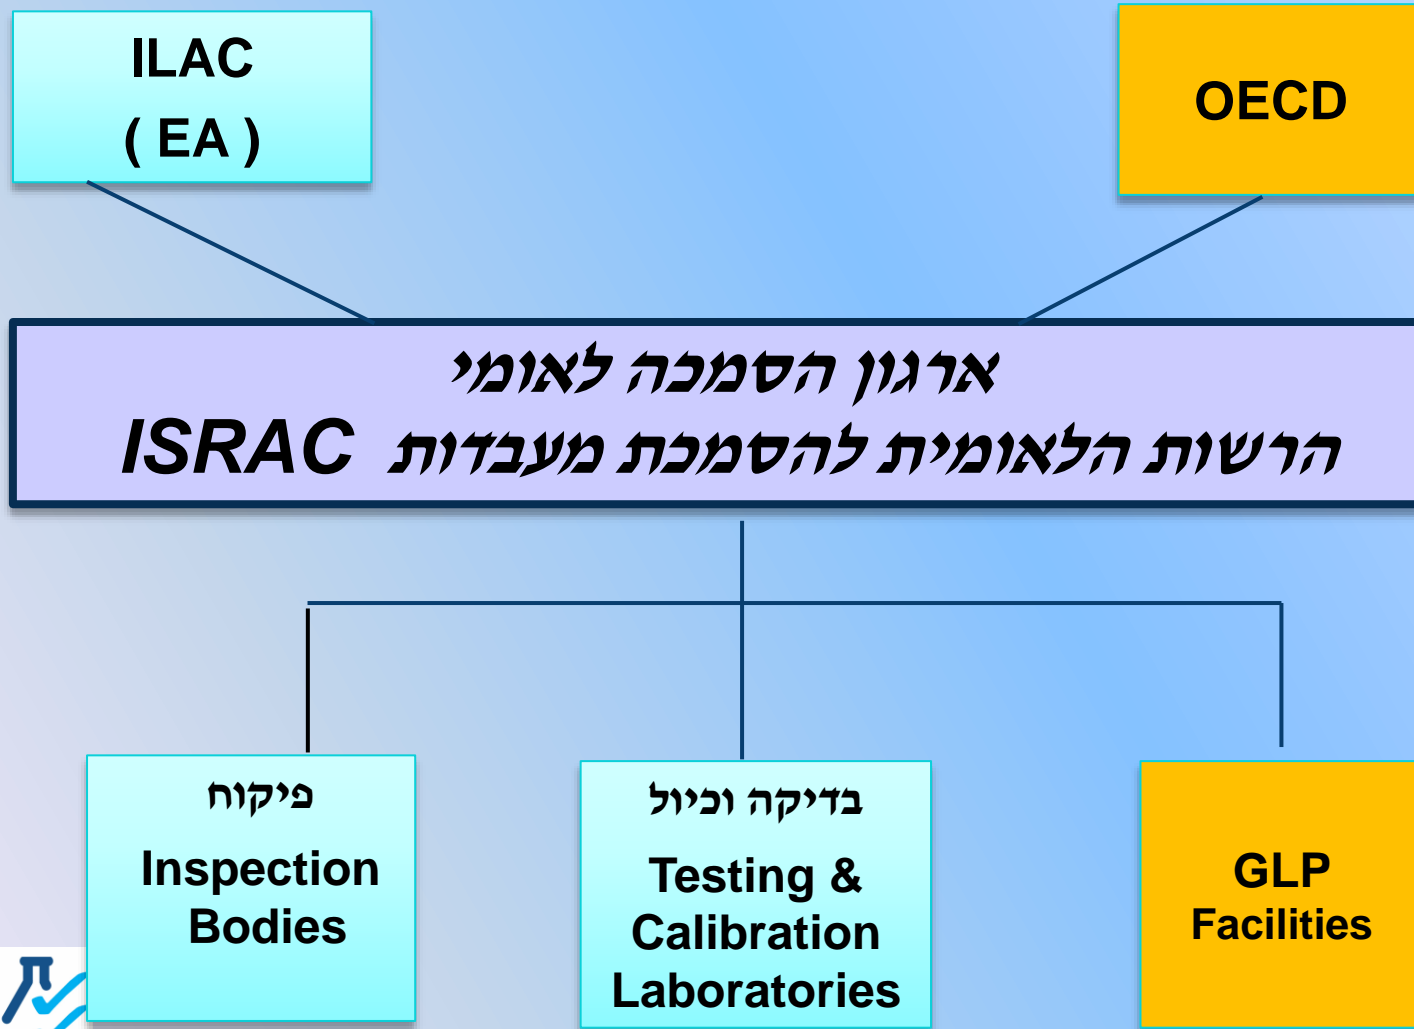 ILAC
( EA )
OECD
ארגון הסמכה לאומי
הרשות הלאומית להסמכת מעבדות ISRAC
פיקוח
Inspection
Bodies
בדיקה וכיול
Testing &
Calibration
Laboratories
GLP
Facilities